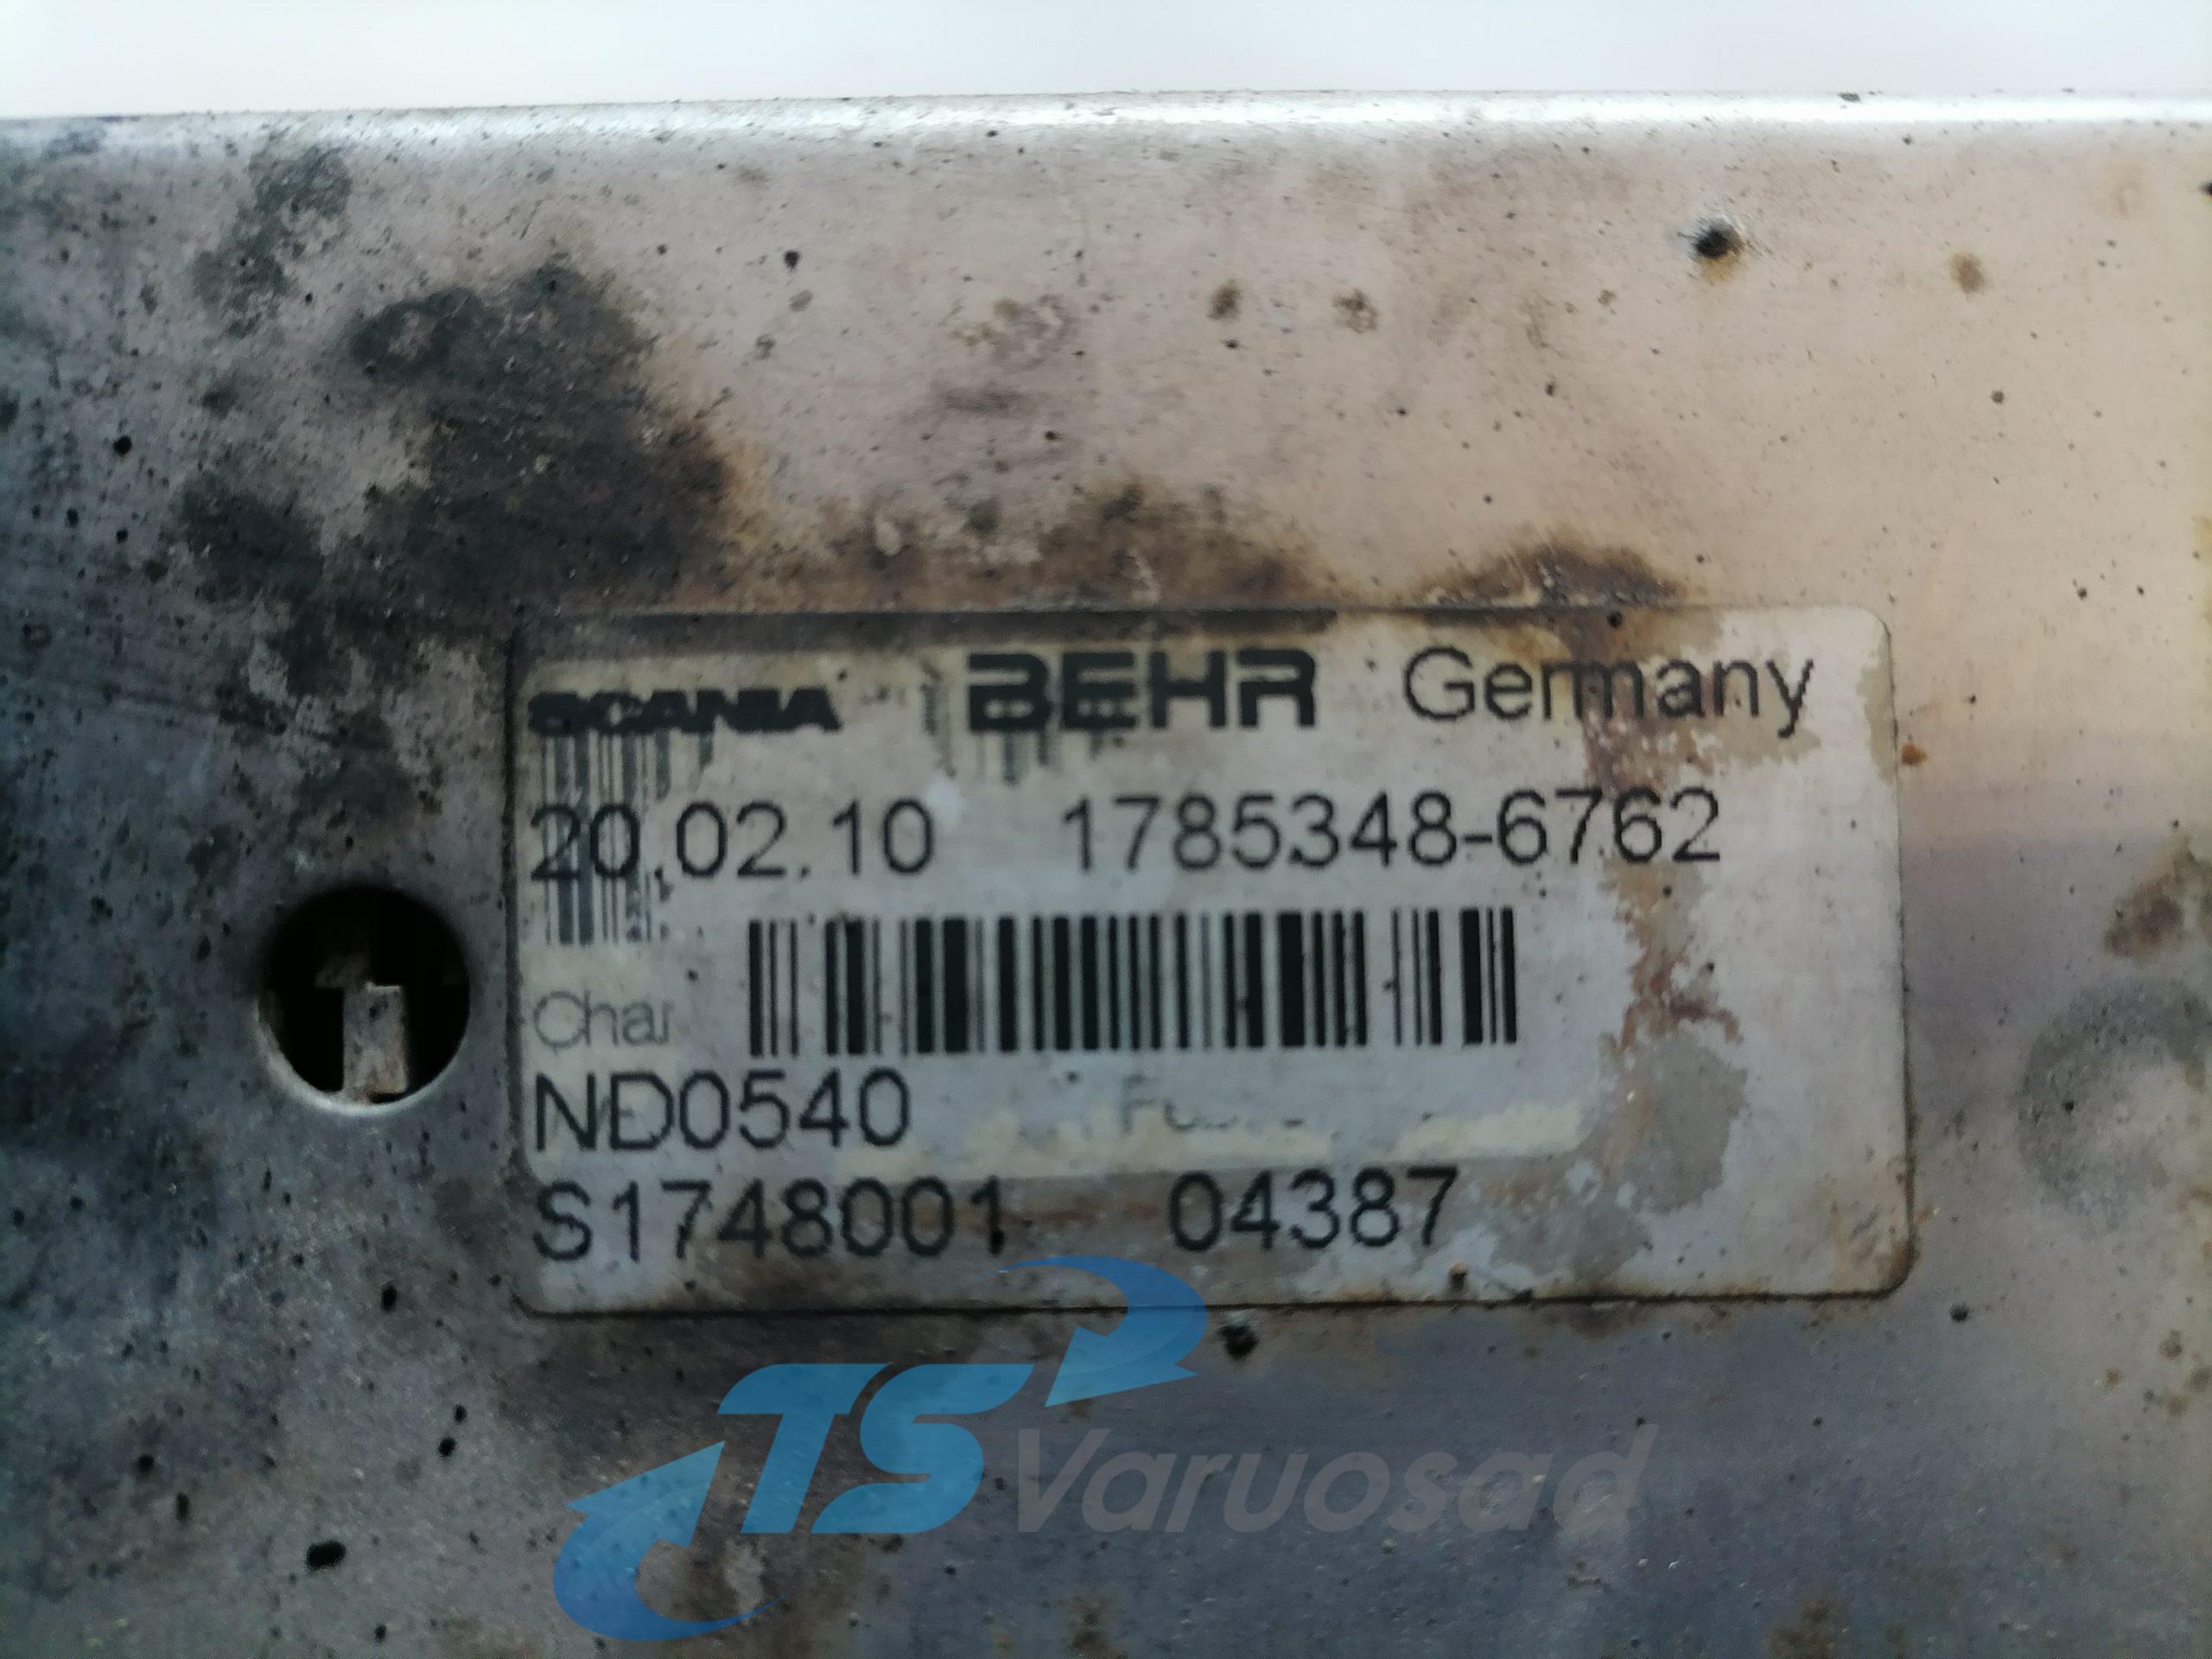 SCANIA BEHR Germany
20.02.10 1785348-6762
Char
ND0540
S1748001 04387
TS Varuosad